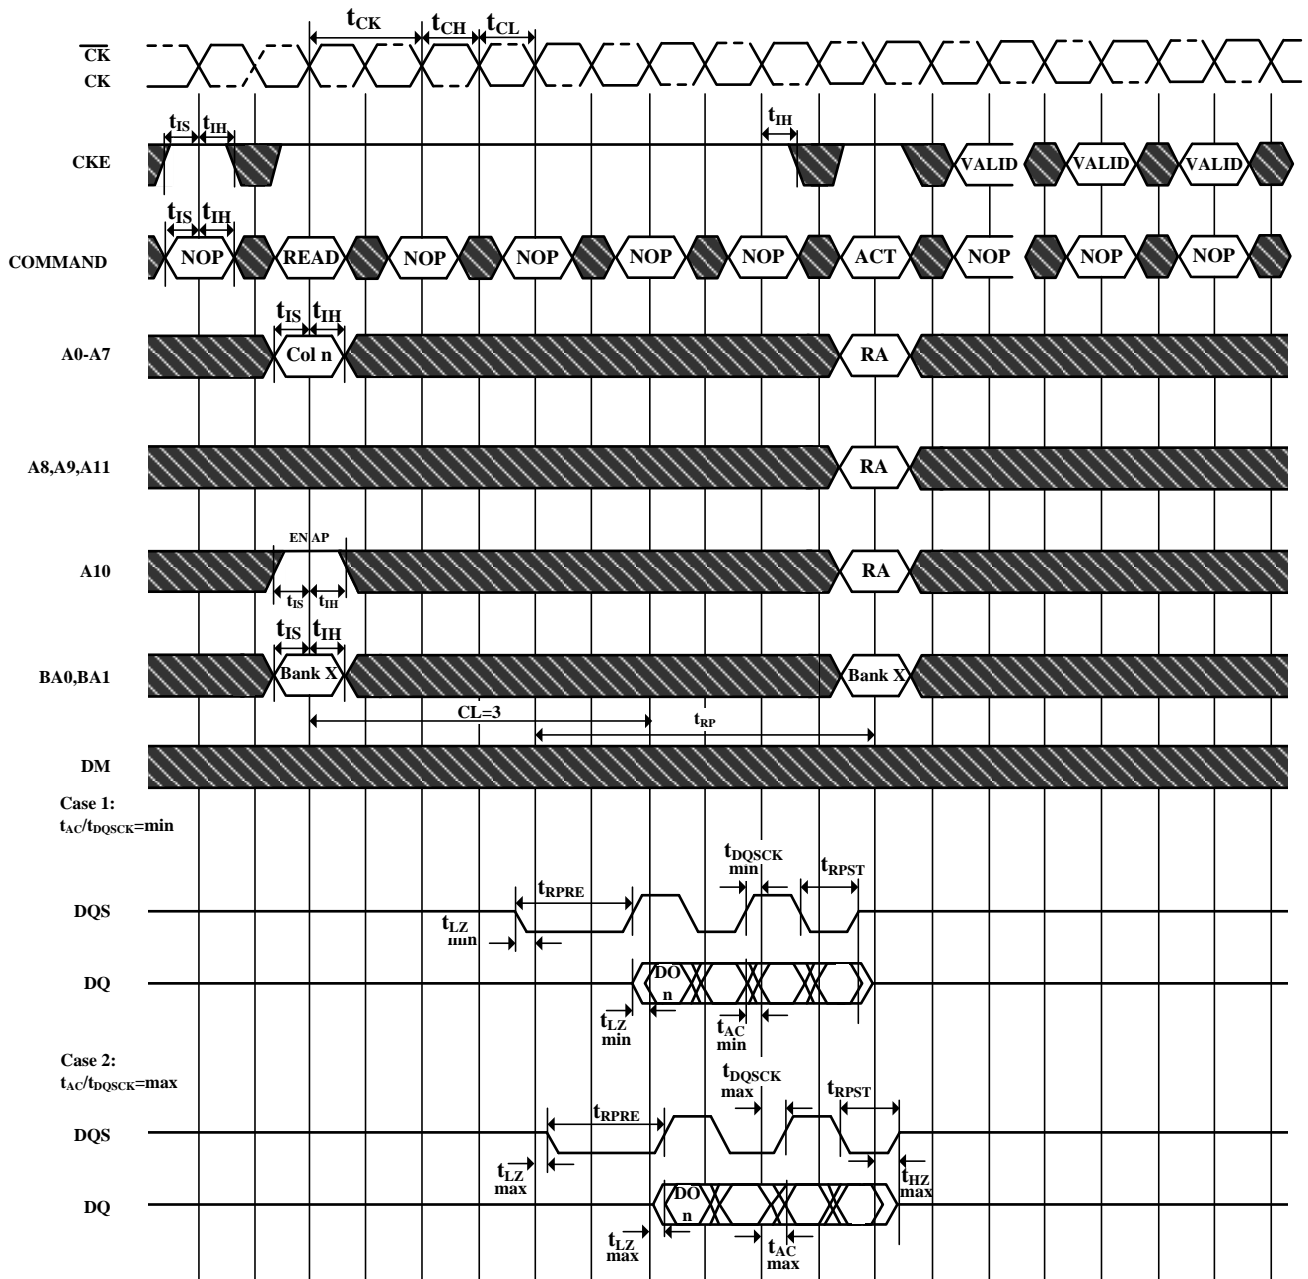 tCK tCH tCL
CK
CK
tIS tIH tIH
CKE VALID VALID VALID
tIS tIH
COMMAND NOP READ NOP NOP NOP NOP ACT NOP NOP NOP
tIS tIH
A0-A7 Col n RA
A8,A9,A11 RA
EN AP
A10 RA
tIS tIH
tIS tIH
BA0,BA1 Bank X Bank X
CL=3 tRP
DM
Case 1:
tAC/tDQSCK=min
tDQSCK
min
tRPST
tRPRE
DQS
tLZ
min
DQ DO
n
tLZ
min
tAC
min
Case 2:
tAC/tDQSCK=max
tDQSCK
max
tRPST
tRPRE
DQS
tLZ
max
tHZ
max
DQ DO
n
tLZ
max
tAC
max